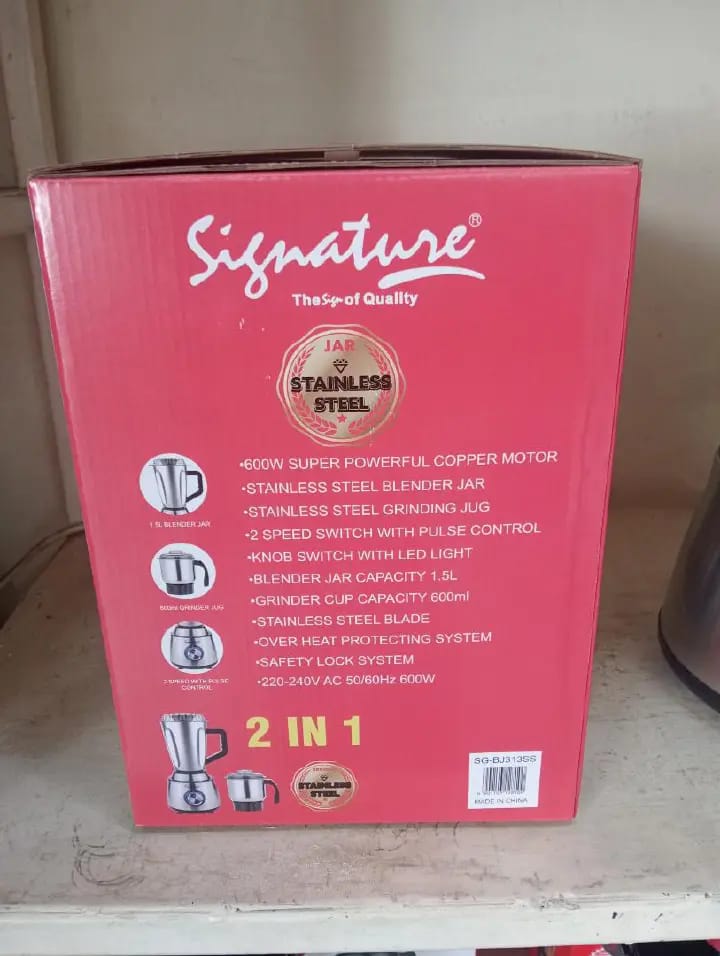 Signature®
The Sign of Quality
JAR
STAINLESS
STEEL
•600W SUPER POWERFUL COPPER MOTOR
•STAINLESS STEEL BLENDER JAR
•STAINLESS STEEL GRINDING JUG
•2 SPEED SWITCH WITH PULSE CONTROL
•KNOB SWITCH WITH LED LIGHT
•BLENDER JAR CAPACITY 1.5L
•GRINDER CUP CAPACITY 600ml
•STAINLESS STEEL BLADE
•OVER HEAT PROTECTING SYSTEM
•SAFETY LOCK SYSTEM
•220-240V AC 50/60Hz 600W
1.5L BLENDER JAR
600ml GRINDER JUG
2 SPEED WITH PULSE
CONTROL
2 IN 1
STAINLESS
STEEL
SG-BJ313SS
MADE IN CHINA